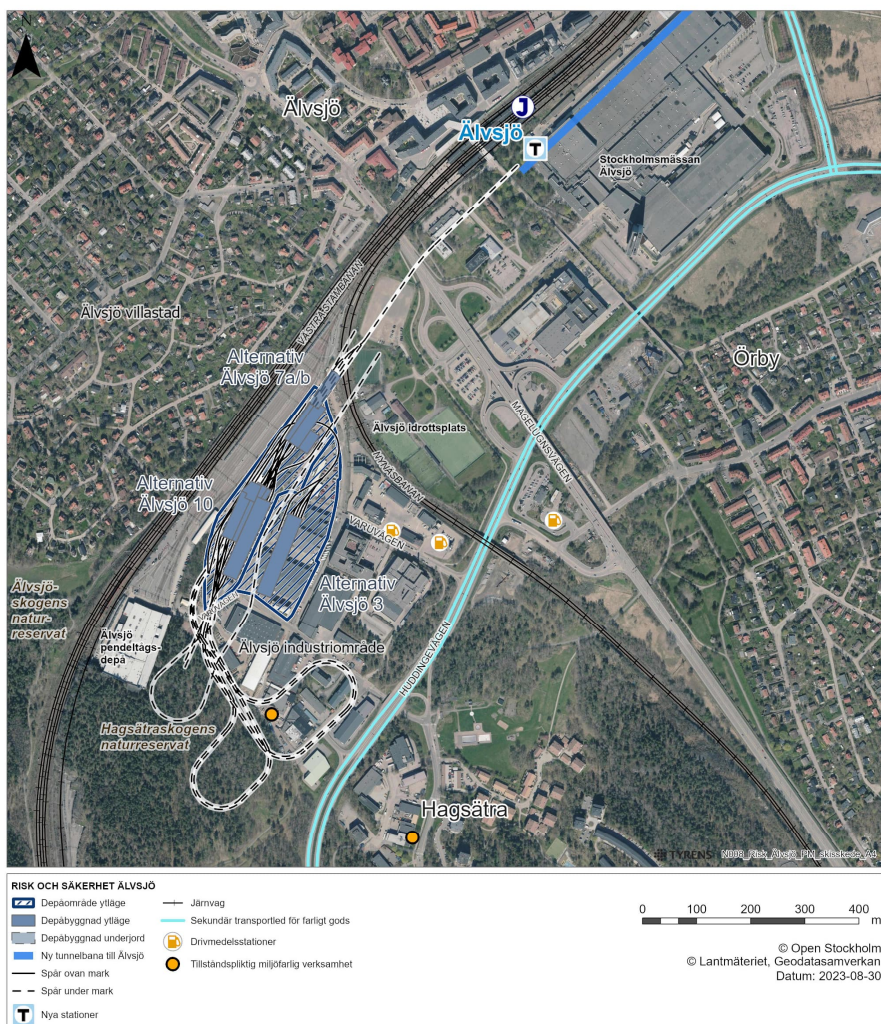 N
Älvsjö
J
Älvsjö
T
Stockholmsmässan
Älvsjö
VÄSTRA STAMBANAN
Älvsjö villastad
Örby
Alternativ
Älvsjö 7a/b
MAGELUGNSVÄGEN
Älvsjö idrottsplats
NYNÄSBANAN
Alternativ
Älvsjö 10
VARUVÄGEN
Älvsjö-
skogens
natur-
reservat
Alternativ
Älvsjö 3
VARUVÄGEN
Älvsjö
pendeltågs-
depå
Älvsjö industriområde
HUDDINGEVÄGEN
Hagsätraskogens
naturreservat
Hagsätra
TYRENS
N098_Risk_Älvsjö_PM_skisskede_A4
RISK OCH SÄKERHET ÄLVSJÖ
Depåområde ytläge
Depåbyggnad ytläge
Depåbyggnad underjord
Ny tunnelbana till Älvsjö
Spår ovan mark
Spår under mark
T Nya stationer
Järnvag
Sekundär transportled för farligt gods
Drivmedelsstationer
Tillståndspliktig miljöfarlig verksamhet
0 100 200 300 400
m
© Open Stockholm
© Lantmäteriet, Geodatasamverkan
Datum: 2023-08-30